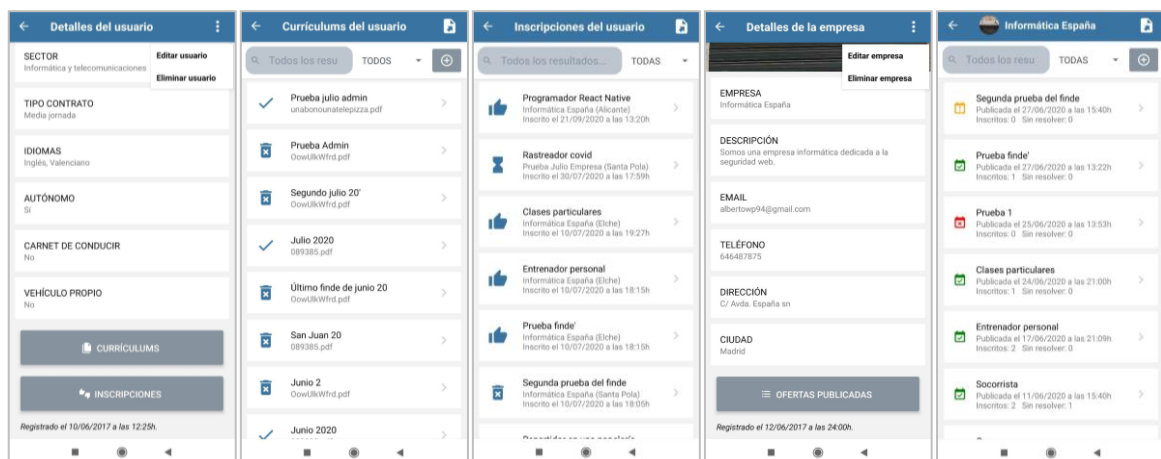 Detalles del usuario
SECTOR
Informática y telecomunicaciones
Editar usuario
Eliminar usuario
TIPO CONTRATO
Media jornada
IDIOMAS
Inglés, Valenciano
AUTÓNOMO
Sí
CARNET DE CONDUCIR
No
VEHÍCULO PROPIO
No
CURRÍCULUMS
INSCRIPCIONES
Registrado el 10/06/2017 a las 12:25h.
Currículums del usuario
Todos los resu
TODOS
Prueba julio admin
unabonounatelepizza.pdf
Prueba Admin
OowUlkWfrd.pdf
Segundo julio 20'
OowUlkWfrd.pdf
Julio 2020
089385.pdf
Último finde de junio 20
OowUlkWfrd.pdf
San Juan 20
089385.pdf
Junio 2
OowUlkWfrd.pdf
Junio 2020
Inscripciones del usuario
Todos los resultados...
TODAS
Programador React Native
Informática España (Alicante)
Inscrito el 21/09/2020 a las 13:20h
Rastreador covid
Prueba Julio Empresa (Santa Pola)
Inscrito el 30/07/2020 a las 17:59h
Clases particulares
Informática España (Elche)
Inscrito el 10/07/2020 a las 19:27h
Entrenador personal
Informática España (Elche)
Inscrito el 10/07/2020 a las 18:15h
Prueba finde'
Informática España (Elche)
Inscrito el 10/07/2020 a las 18:15h
Segunda prueba del finde
Informática España (Santa Pola)
Inscrito el 10/07/2020 a las 18:05h
Detalles de la empresa
Editar empresa
Eliminar empresa
EMPRESA
Informática España
DESCRIPCIÓN
Somos una empresa informática dedicada a la
seguridad web.
EMAIL
albertowp94@gmail.com
TELÉFONO
646487875
DIRECCIÓN
C/ Avda. España sn
CIUDAD
Madrid
OFERTAS PUBLICADAS
Registrado el 12/06/2017 a las 24:00h.
Informática España
Todos los resu
TODAS
Segunda prueba del finde
Publicada el 27/06/2020 a las 15:40h
Inscritos: 0 Sin resolver: 0
Prueba finde'
Publicada el 27/06/2020 a las 13:22h
Inscritos: 1 Sin resolver: 0
Prueba 1
Publicada el 25/06/2020 a las 13:53h
Inscritos: 0 Sin resolver: 0
Clases particulares
Publicada el 24/06/2020 a las 21:00h
Inscritos: 1 Sin resolver: 0
Entrenador personal
Publicada el 17/06/2020 a las 21:09h
Inscritos: 2 Sin resolver: 0
Socorrista
Publicada el 11/06/2020 a las 15:40h
Inscritos: 2 Sin resolver: 1